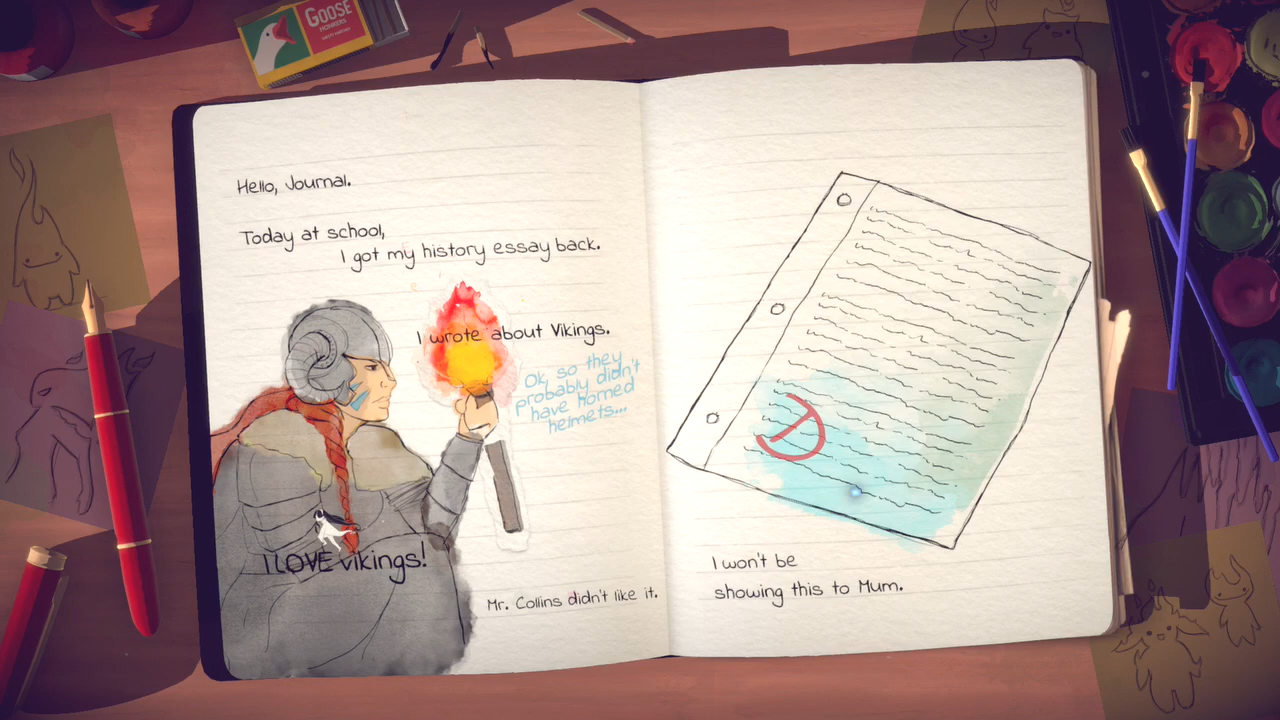 GOOSE
Hello, Journal.
Today at school,
I got my history essay back.
I wrote about Vikings.
Ok, so they
probably didn't
have horned
helmets...
I LOVE vikings!
Mr. Collins didn't like it.
I won't be
showing this to Mum.